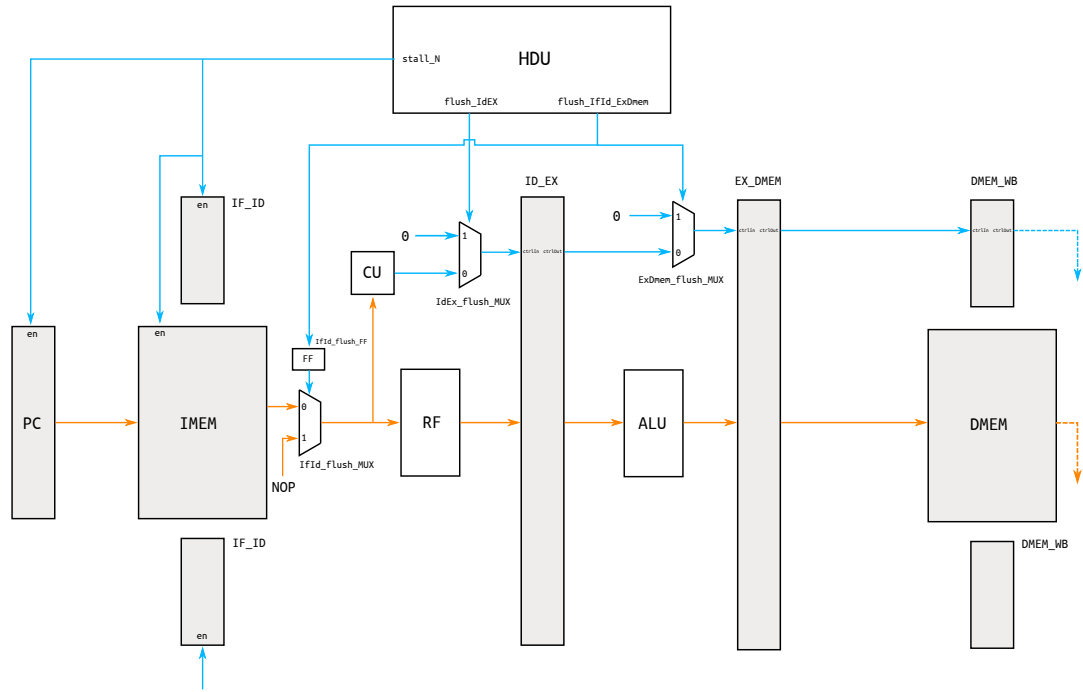 HDU
stall_N
flush_IdEX
flush_IfId_ExDmem
ID_EX
EX_DMEM
DMEM_WB
en
IF_ID
0
1
0
CU
IdEx_flush_MUX
ctrlIn ctrlOut
0
1
0
ExDmem_flush_MUX
ctrlIn ctrlOut
ctrlIn ctrlOut
en
en
IfId_flush_FF
FF
PC
IMEM
0
1
IfId_flush_MUX
NOP
RF
ALU
DMEM
IF_ID
en
DMEM_WB